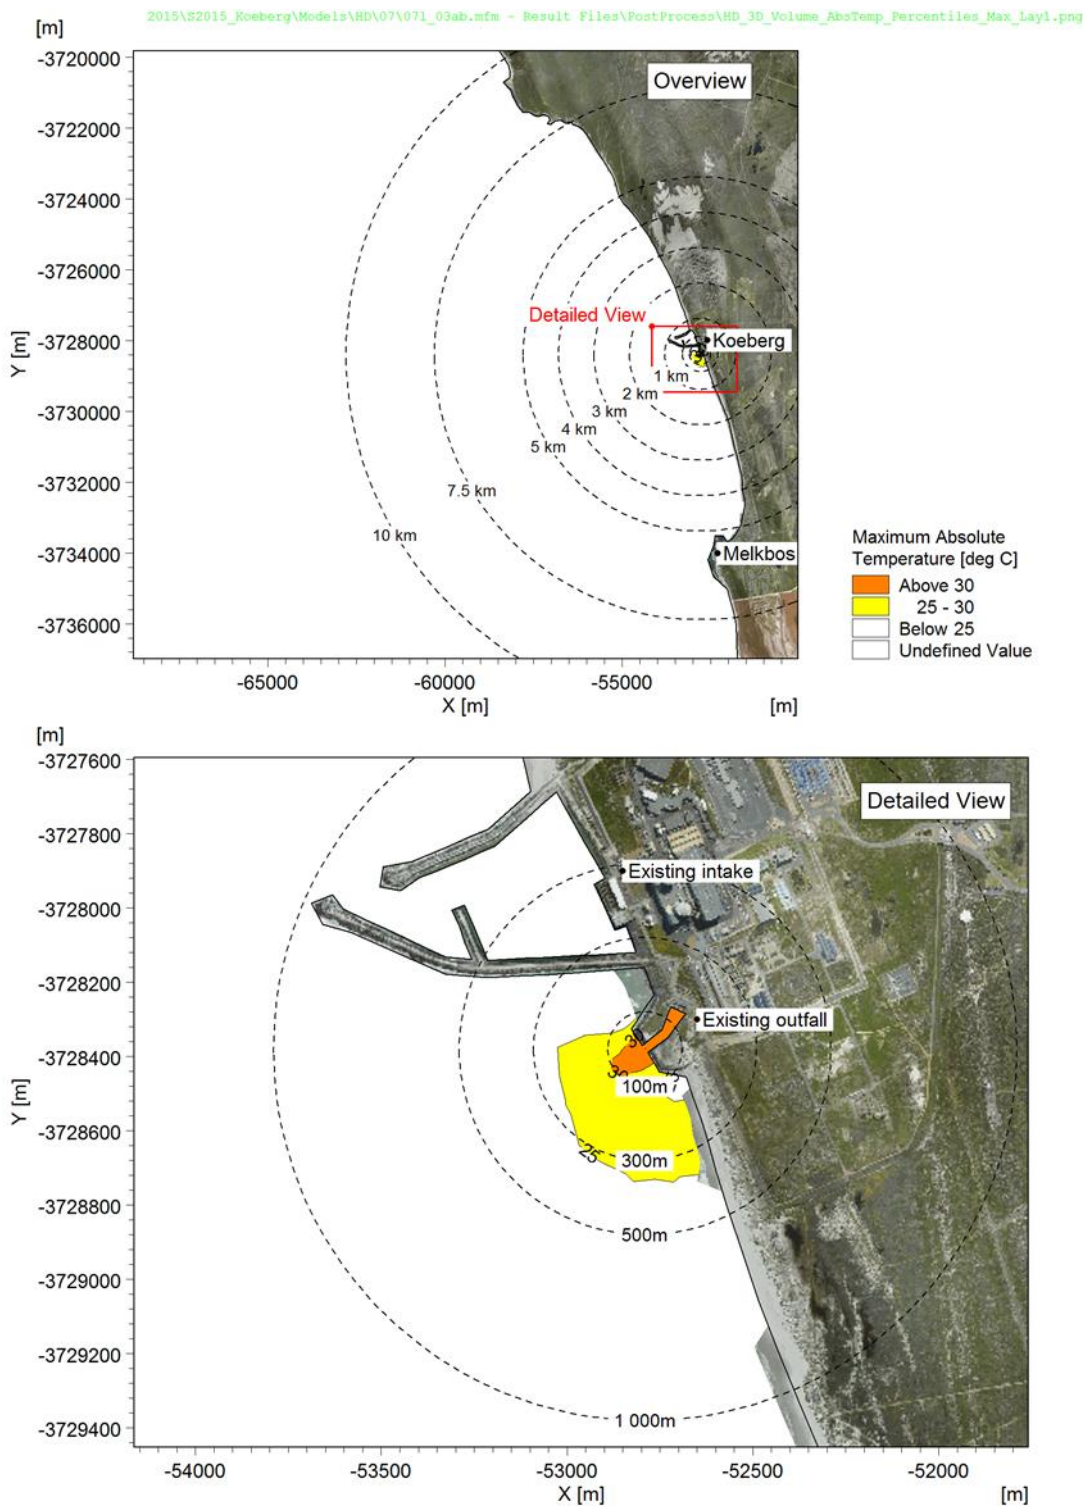 2015\S2015_Koeberg\Models\HD\07\07l_03ab.mfm - Result Files\PostProcess\HD_3D_Volume_AbsTemp_Percentiles_Max_Lay1.png
[m]
-3720000
Overview
-3722000
-3724000
-3726000
Detailed View
-3728000
Koeberg
Y [m]
1 km
2 km
-3730000
3 km
4 km
5 km
-3732000
7.5 km
10 km
-3734000
Melkbos
-3736000
Maximum Absolute
Temperature [deg C]
Above 30
25 - 30
Below 25
Undefined Value
-65000
-60000
-55000
X [m]
[m]
[m]
-3727600
Detailed View
-3727800
Existing intake
-3728000
-3728200
Existing outfall
30
-3728400
30
100m
Y [m]
-3728600
25
300m
-3728800
500m
-3729000
-3729200
1 000m
-3729400
-54000
-53500
-53000
-52500
-52000
X [m]
[m]